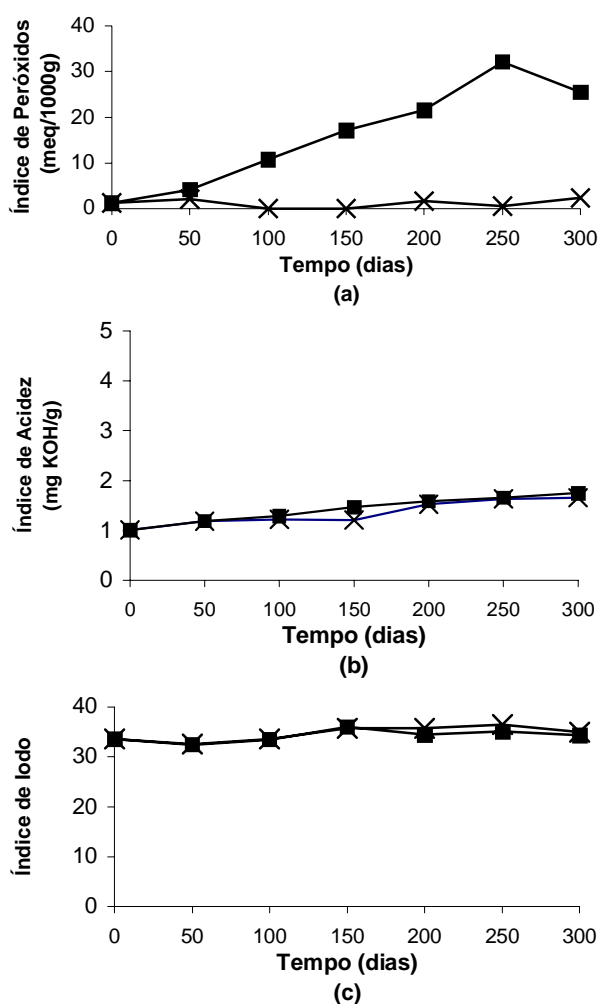 Índice de Peróxidos
(meq/1000g)
40
30
20
10
0
0 50 100 150 200 250 300
Tempo (dias)
(a)
Índice de Acidez
(mg KOH/g)
5
4
3
2
1
0
0 50 100 150 200 250 300
Tempo (dias)
(b)
Índice de Iodo
40
30
20
10
0
0 50 100 150 200 250 300
Tempo (dias)
(c)